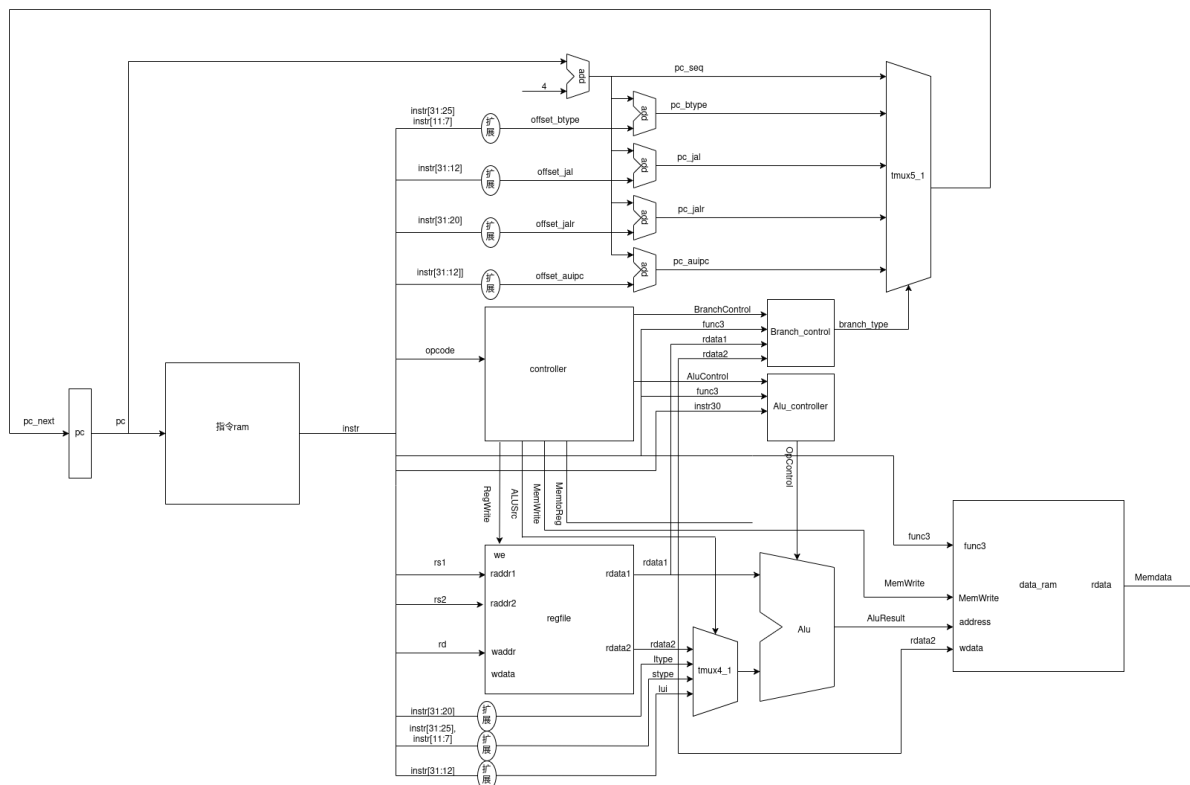 add
pc_seq
4
instr[31:25]
instr[11:7]
扩
展
offset_btype
add
pc_btype
instr[31:12]
扩
展
offset_jal
add
pc_jal
tmux5_1
instr[31:20]
扩
展
offset_jalr
add
pc_jalr
instr[31:12]]
扩
展
offset_auipc
add
pc_auipc
BranchControl
func3
rdata1
rdata2
Branch_control
branch_type
opcode
controller
AluControl
func3
instr30
Alu_controller
pc_next
pc
pc
指令ram
instr
RegWrite
ALUSrc
MemWrite
MemtoReg
OpControl
func3
func3
we
rs1
raddr1
rdata1
rdata1
rs2
raddr2
regfile
rd
waddr
rdata2
rdata2
wdata
Itype
stype
lui
tmux4_1
Alu
AluResult
MemWrite
MemWrite
data_ram
rdata
Memdata
address
rdata2
wdata
instr[31:20]
扩
展
instr[31:25],
instr[11:7]
扩
展
instr[31:12]
扩
展